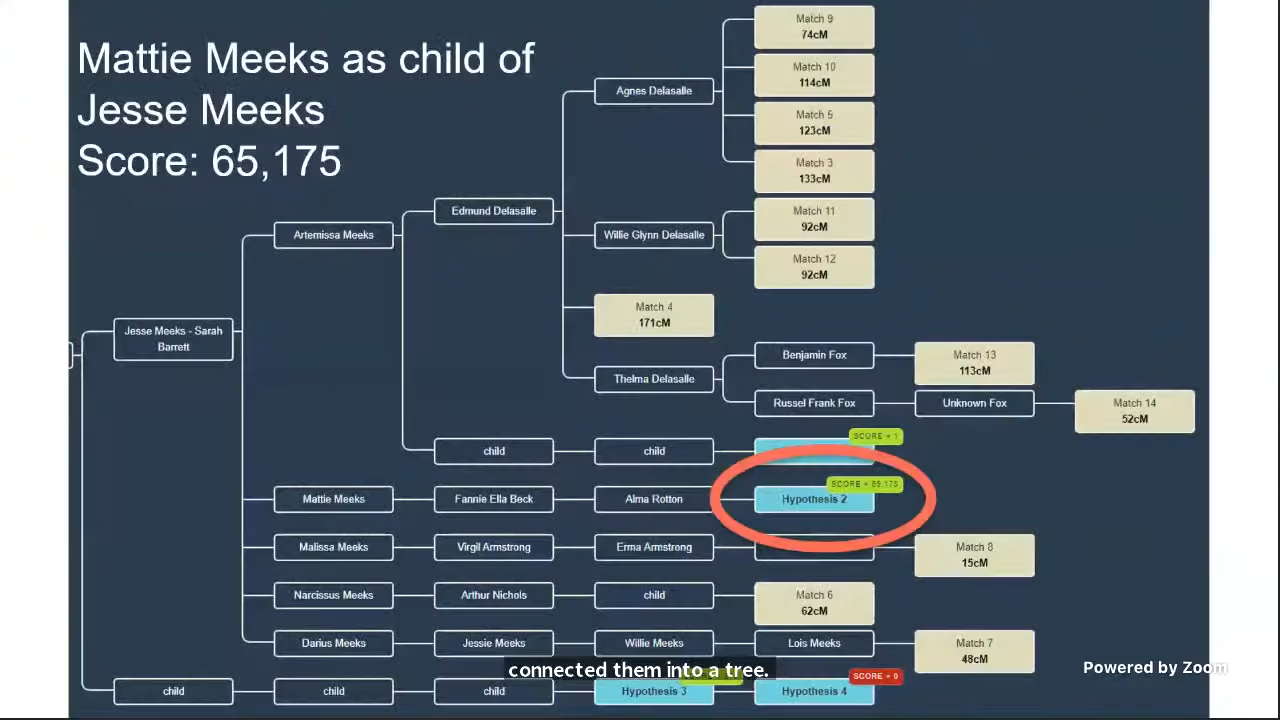 Mattie Meeks as child of
Jesse Meeks
Score: 65,175
Match 9
74cM
Match 10
114cM
Agnes Delasalle
Match 5
123cM
Match 3
133cM
Edmund Delasalle
Match 11
92cM
Artemissa Meeks
Willie Glynn Delasalle
Match 12
92cM
Match 4
171cM
Jesse Meeks - Sarah
Barrett
Benjamin Fox
Match 13
113cM
Thelma Delasalle
Russel Frank Fox
Unknown Fox
Match 14
52cM
SCORE = 1
child
child
SCORE = 65,175
Mattie Meeks
Fannie Ella Beck
Alma Rotton
Hypothesis 2
Malissa Meeks
Virgil Armstrong
Erma Armstrong
Match 8
15cM
Narcissus Meeks
Arthur Nichols
child
Match 6
62cM
Darius Meeks
Jessie Meeks
Willie Meeks
Lois Meeks
Match 7
48cM
connected them into a tree.
Powered by Zoom
SCORE = 0
child
child
child
Hypothesis 3
Hypothesis 4